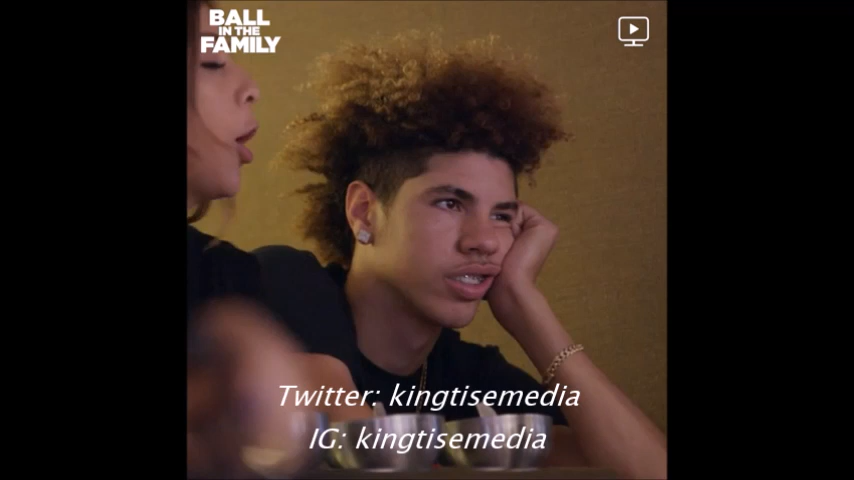 BALL
IN THE
FAMILY
Twitter: kingtisemedia
IG: kingtisemedia